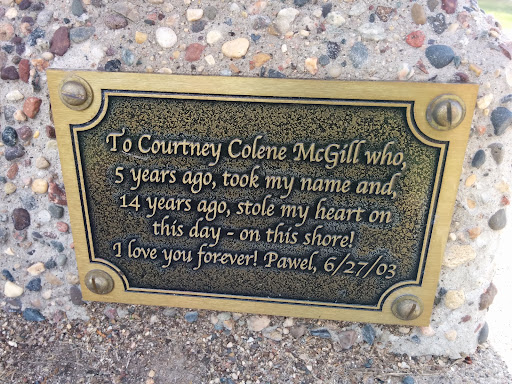 To Courtney Colene McGill who,
5 years ago, took my name and,
14 years ago, stole my heart on
this day - on this shore!
I love you forever! Pawel, 6/27/03